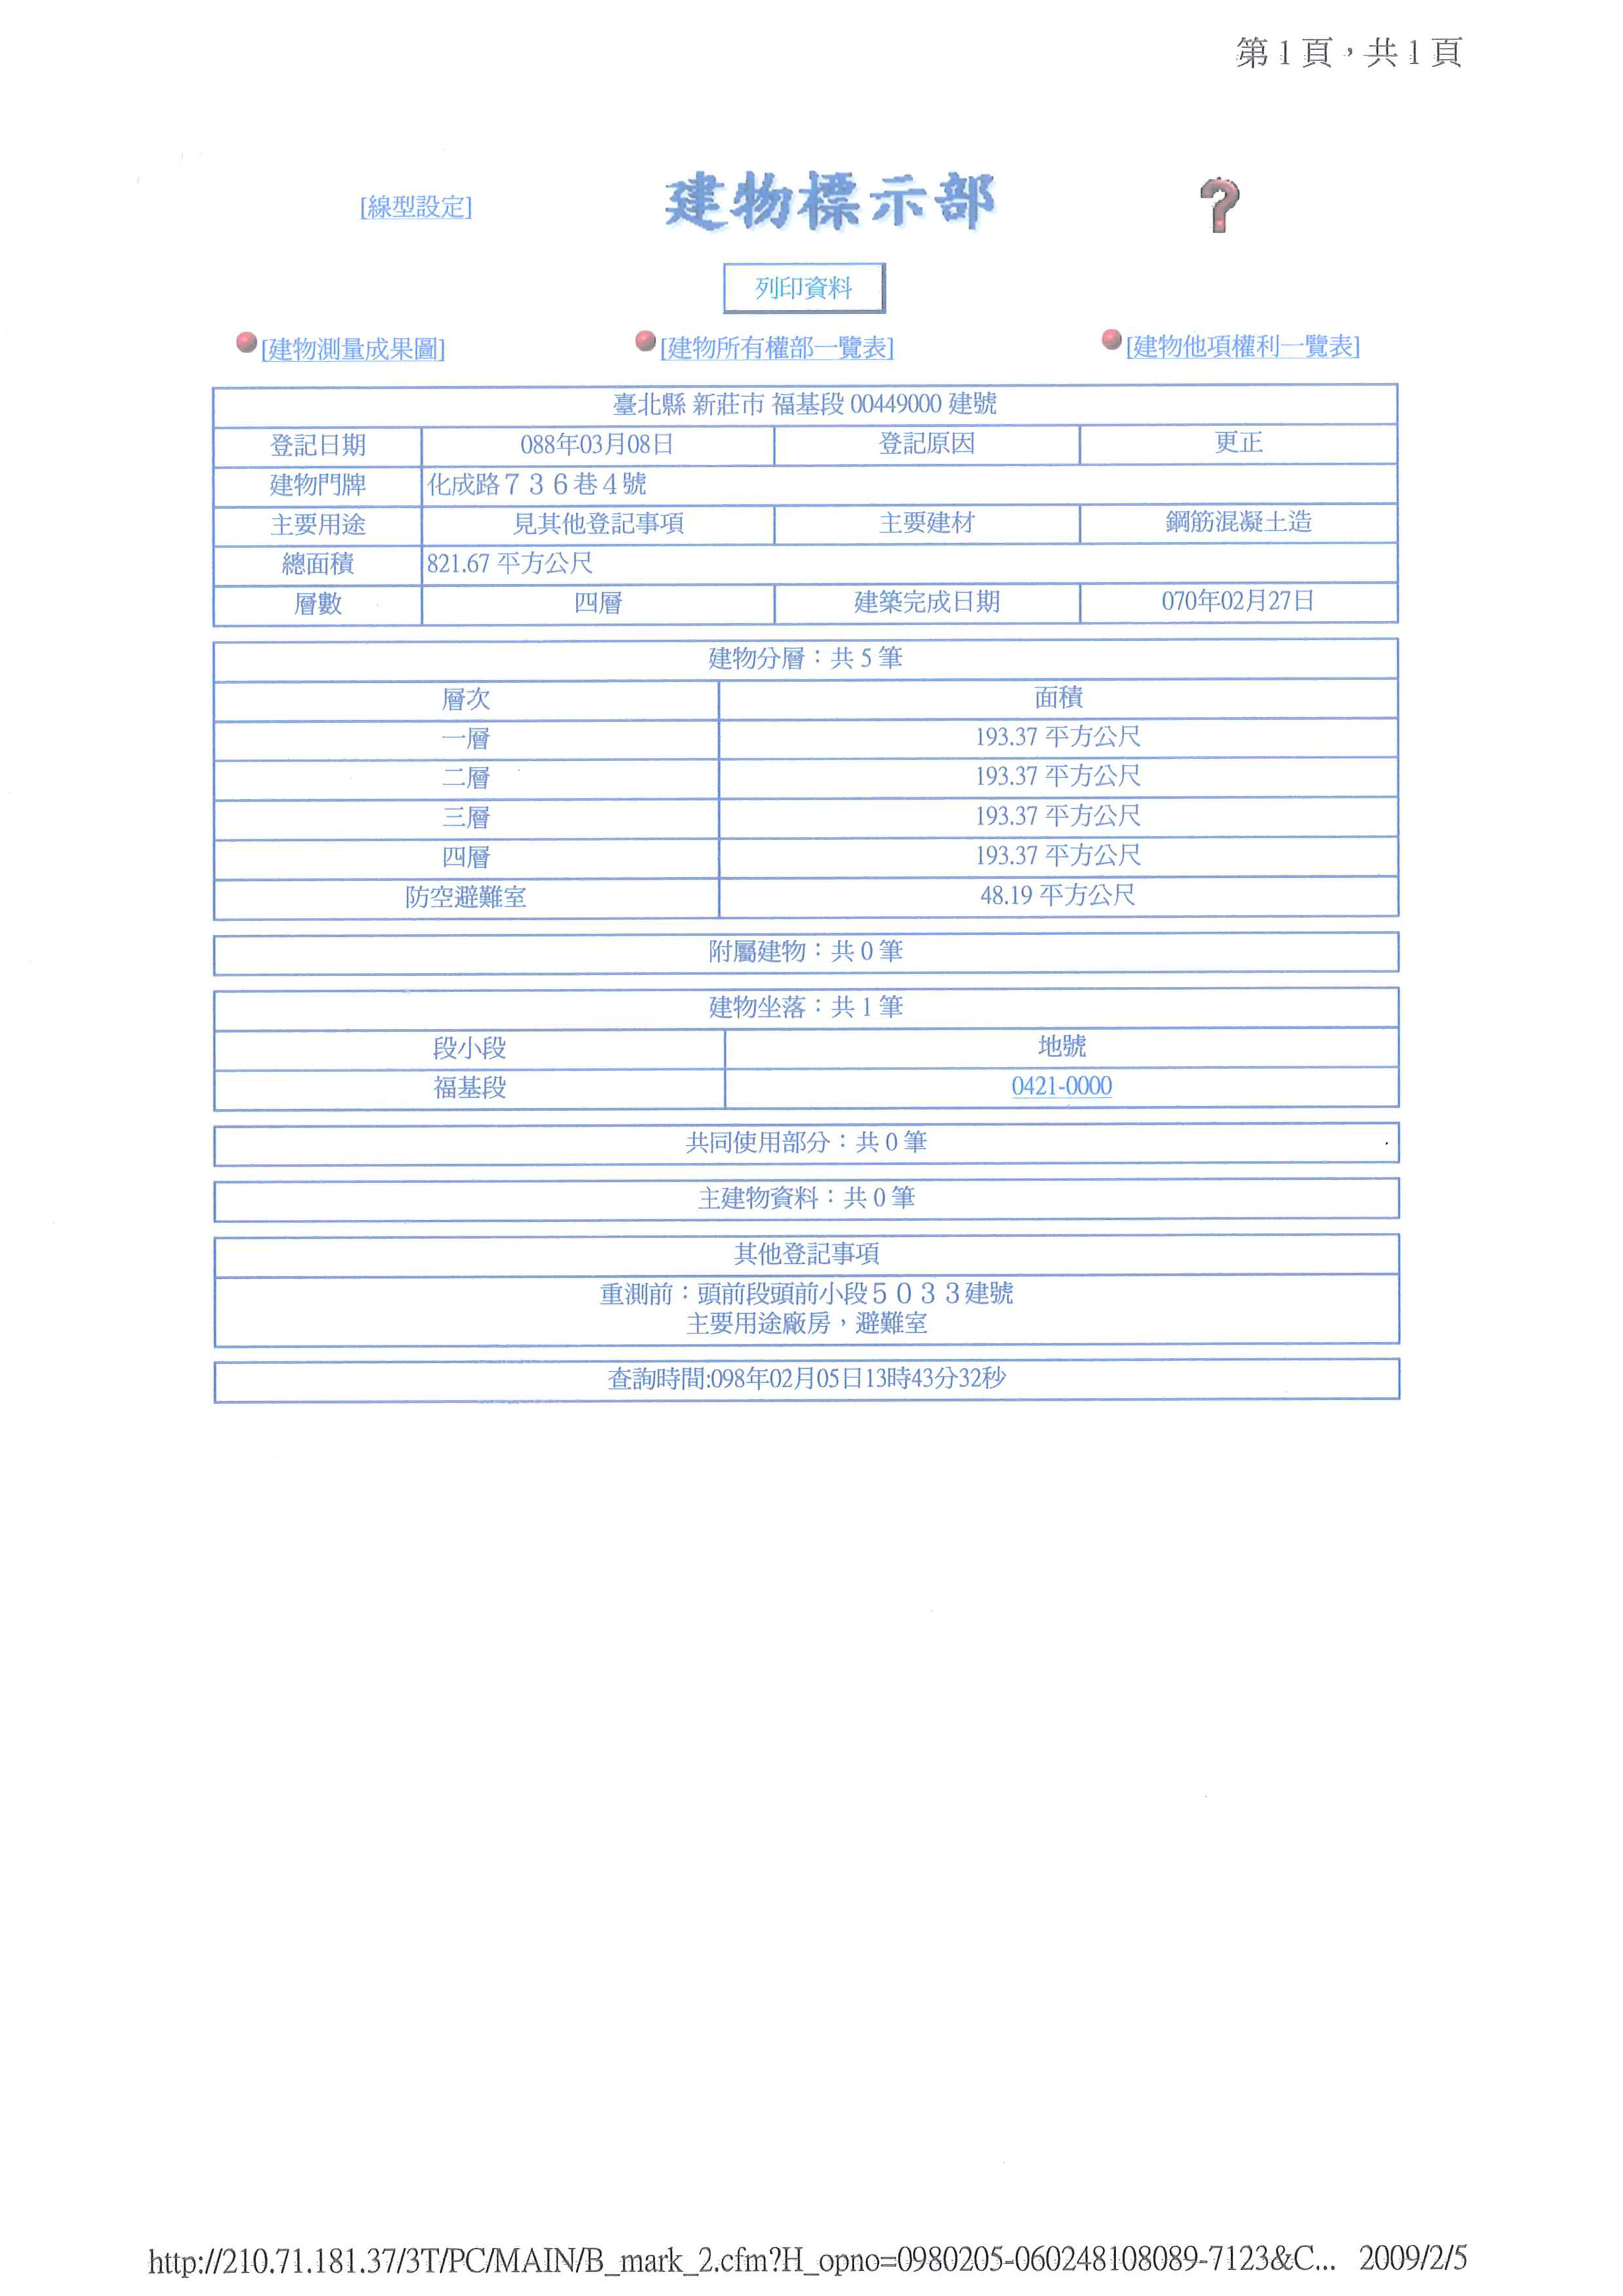 第1頁，共1頁
[線型設定] 建物標示部 ?
列印資料
[建物測量成果圖] [建物所有權部一覽表] [建物他項權利一覽表]
臺北縣 新莊市 福基段 00449000 建號
登記日期 088年03月08日 登記原因 更正
建物門牌 化成路７３６巷４號
主要用途 見其他登記事項 主要建材 鋼筋混凝土造
總面積 821.67 平方公尺
層數 四層 建築完成日期 070年02月27日
建物分層：共 5 筆
層次 面積
一層 193.37 平方公尺
二層 193.37 平方公尺
三層 193.37 平方公尺
四層 193.37 平方公尺
防空避難室 48.19 平方公尺
附屬建物：共 0 筆
建物坐落：共 1 筆
段小段 地號
福基段 0421-0000
共同使用部分：共 0 筆
主建物資料：共 0 筆
其他登記事項
重測前：頭前段頭前小段５０３３建號
主要用途廠房，避難室
查詢時間:098年02月05日13時43分32秒
http://210.71.181.37/3T/PC/MAIN/B_mark_2.cfm?H_opno=0980205-060248108089-7123&C... 2009/2/5